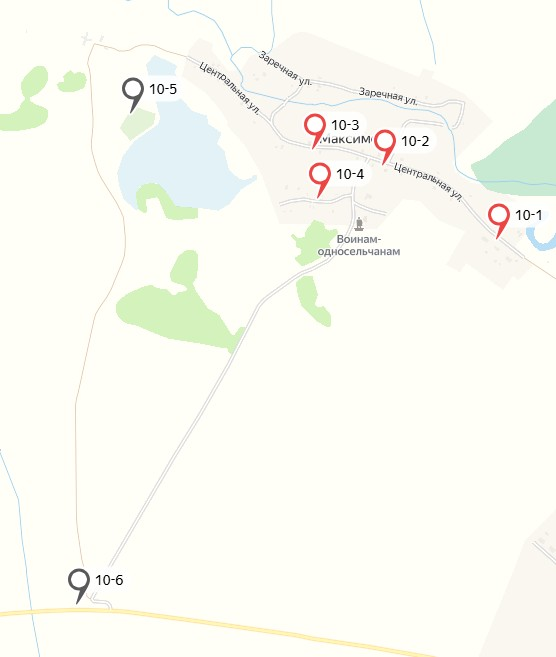 Заречная ул.
Центральная ул.
Заречная ул.
10-5
10-3
10-2
Центральная ул.
10-4
10-1
Воинам-
односельчанам
10-6